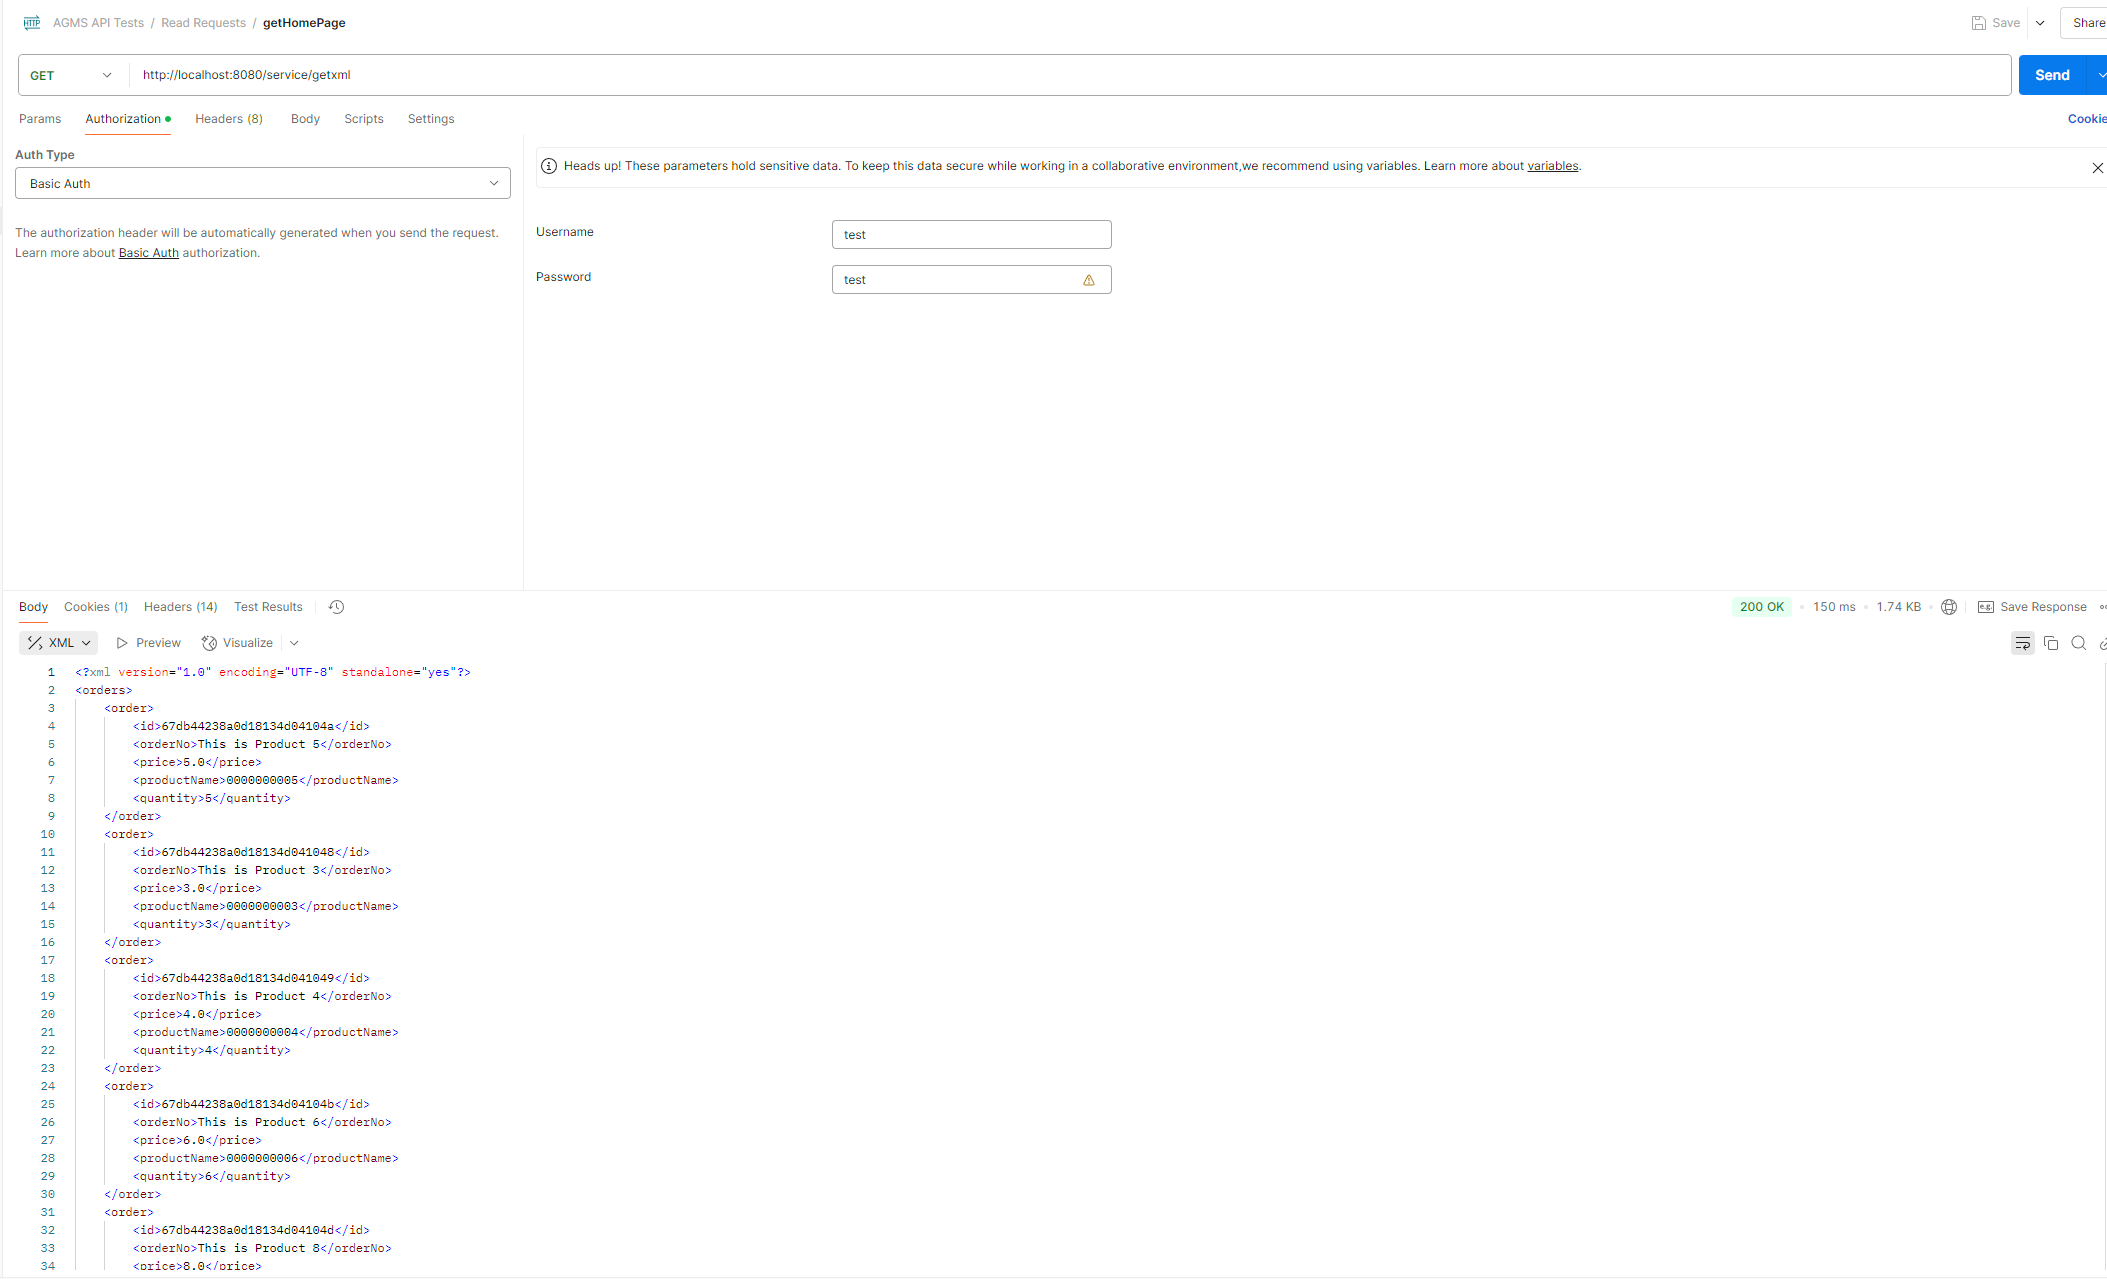 HTTP AGMS API Tests / Read Requests / getHomePage Save Share
GET http://localhost:8080/service/getxml Send
Params Authorization Headers (8) Body Scripts Settings Cookie
Auth Type
Basic Auth
The authorization header will be automatically generated when you send the request.
Learn more about Basic Auth authorization.
Heads up! These parameters hold sensitive data. To keep this data secure while working in a collaborative environment,we recommend using variables. Learn more about variables.
Username test
Password test
Body Cookies (1) Headers (14) Test Results 200 OK 150 ms 1.74 KB e.g. Save Response
XML Preview Visualize
1 <?xml version="1.0" encoding="UTF-8" standalone="yes"?>
2 <orders>
3 <order>
4 <id>67db44238a0d18134d04104a</id>
5 <orderNo>This is Product 5</orderNo>
6 <price>5.0</price>
7 <productName>0000000005</productName>
8 <quantity>5</quantity>
9 </order>
10 <order>
11 <id>67db44238a0d18134d041048</id>
12 <orderNo>This is Product 3</orderNo>
13 <price>3.0</price>
14 <productName>0000000003</productName>
15 <quantity>3</quantity>
16 </order>
17 <order>
18 <id>67db44238a0d18134d041049</id>
19 <orderNo>This is Product 4</orderNo>
20 <price>4.0</price>
21 <productName>0000000004</productName>
22 <quantity>4</quantity>
23 </order>
24 <order>
25 <id>67db44238a0d18134d04104b</id>
26 <orderNo>This is Product 6</orderNo>
27 <price>6.0</price>
28 <productName>0000000006</productName>
29 <quantity>6</quantity>
30 </order>
31 <order>
32 <id>67db44238a0d18134d04104d</id>
33 <orderNo>This is Product 8</orderNo>
34 <price>8.0</price>